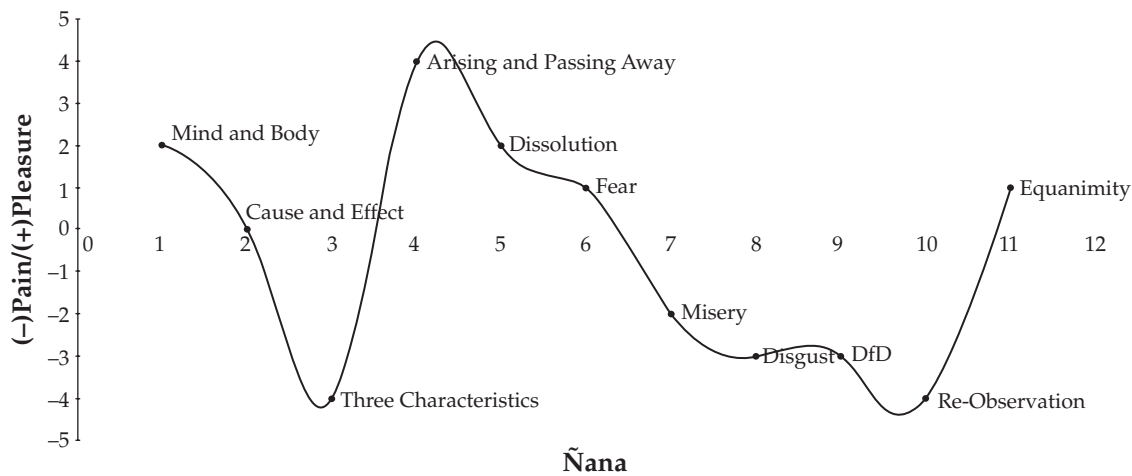 5
4
Arising and Passing Away
3
Mind and Body
2
Dissolution
1
Fear
Equanimity
Cause and Effect
0
0 1 2 3 4 5 6 7 8 9 10 11 12
–1
–2
Misery
–3
Disgust
DfD
–4
Three Characteristics
Re-Observation
–5
(–)Pain/(+)Pleasure
Ñana